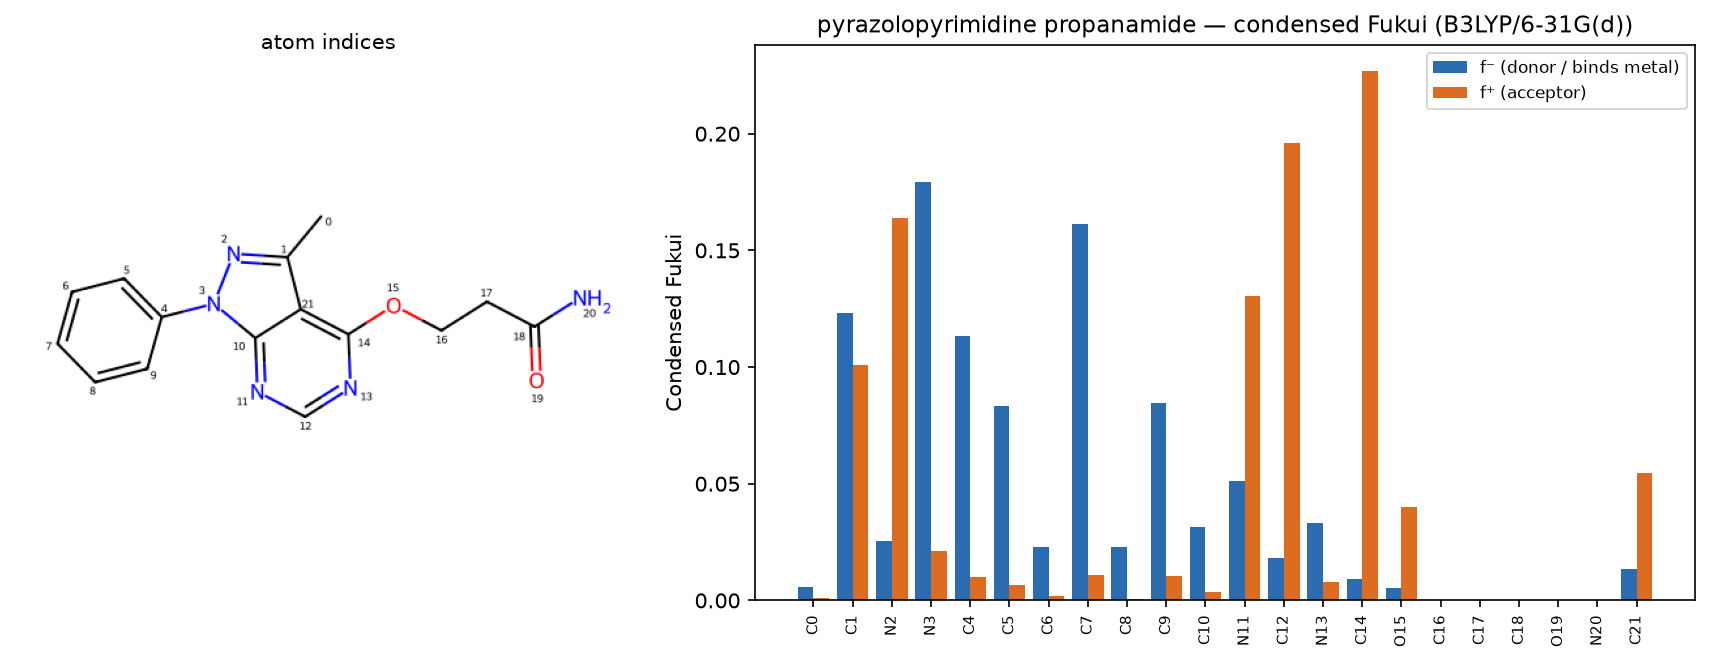 atom indices
0
1
2
N
3
N
4
5
6
7
8
9
10
N
11
12
N
13
14
O
15
16
17
18
O
19
NH2
20
21
pyrazolopyrimidine propanamide — condensed Fukui (B3LYP/6-31G(d))
f⁻ (donor / binds metal)
f⁺ (acceptor)
Condensed Fukui
0.20
0.15
0.10
0.05
0.00
C0
C1
N2
N3
C4
C5
C6
C7
C8
C9
C10
N11
C12
N13
C14
O15
C16
C17
C18
O19
N20
C21